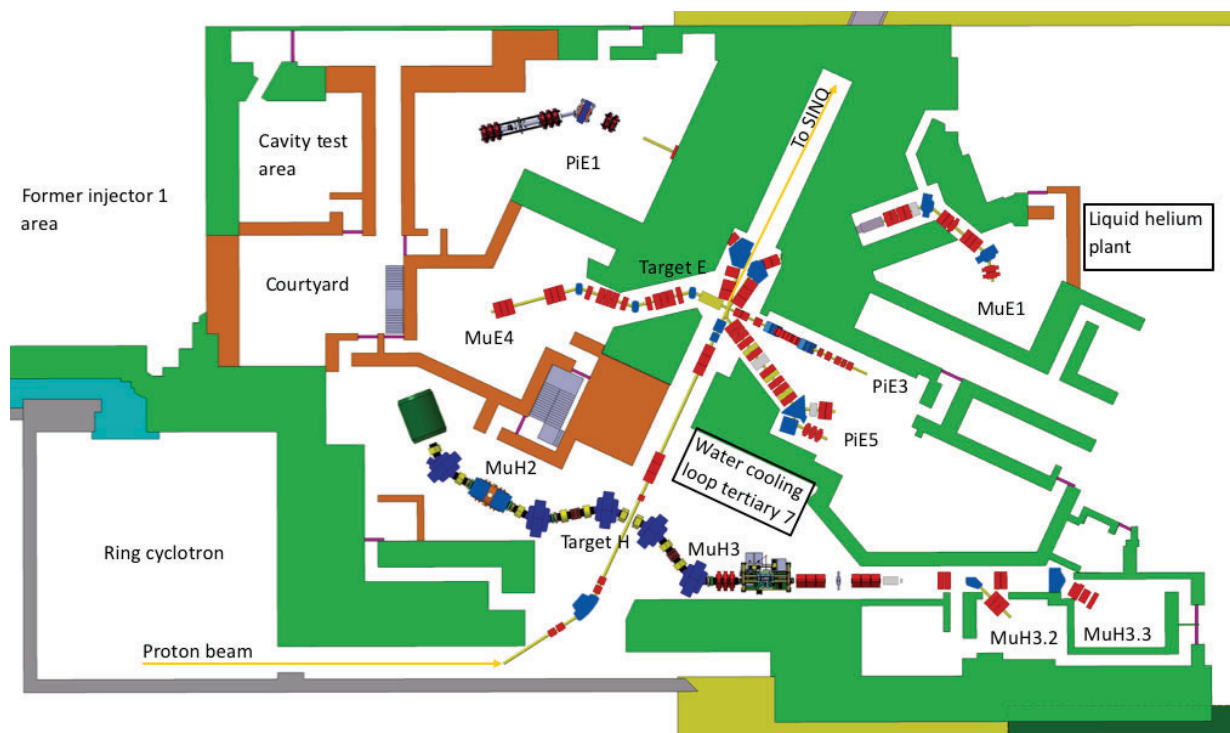 To SINQ
Cavity test
area
PiE1
Former injector 1
area
Liquid helium
plant
Target E
Courtyard
MuE1
MuE4
PiE3
PiE5
Water cooling
loop tertiary 7
MuH2
Target H
MuH3
Ring cyclotron
MuH3.2
MuH3.3
Proton beam